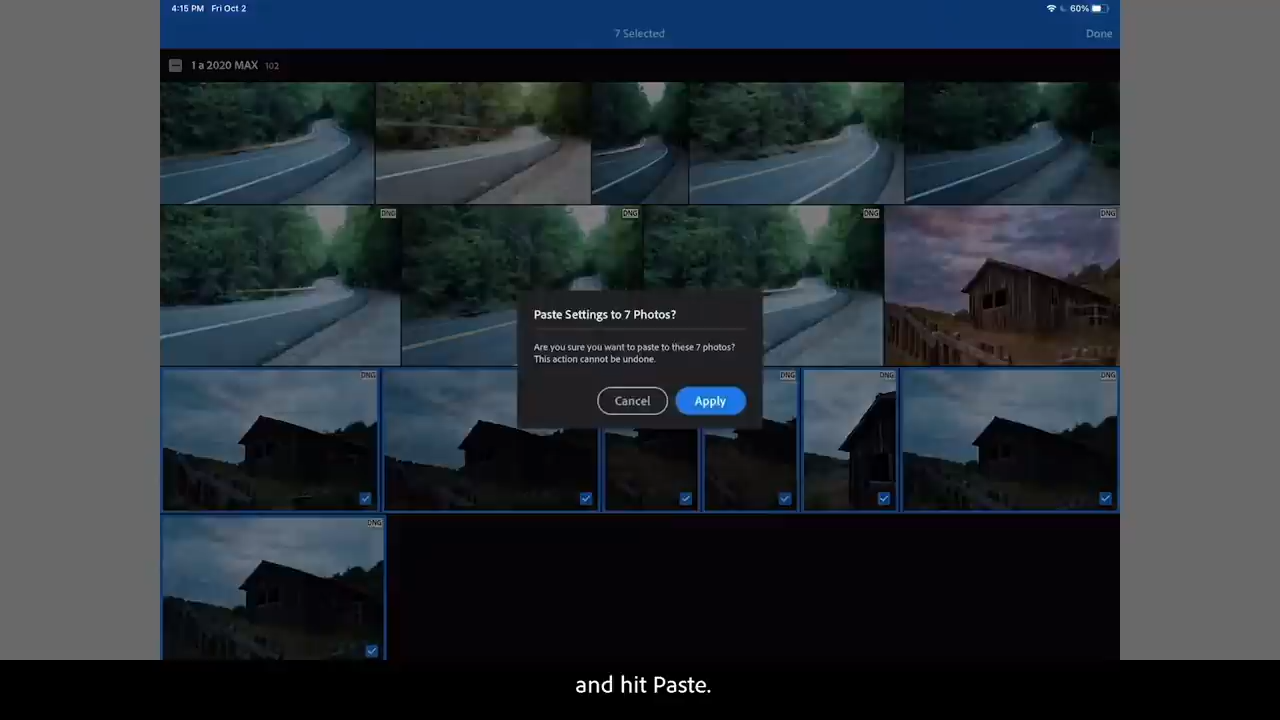 4:15 PM Fri Oct 2
60%
7 Selected
Done
1 a 2020 MAX 102
DNG
DNG
DNG
DNG
Paste Settings to 7 Photos?
Are you sure you want to paste to these 7 photos?
This action cannot be undone.
Cancel
Apply
DNG
DNG
DNG
DNG
DNG
and hit Paste.